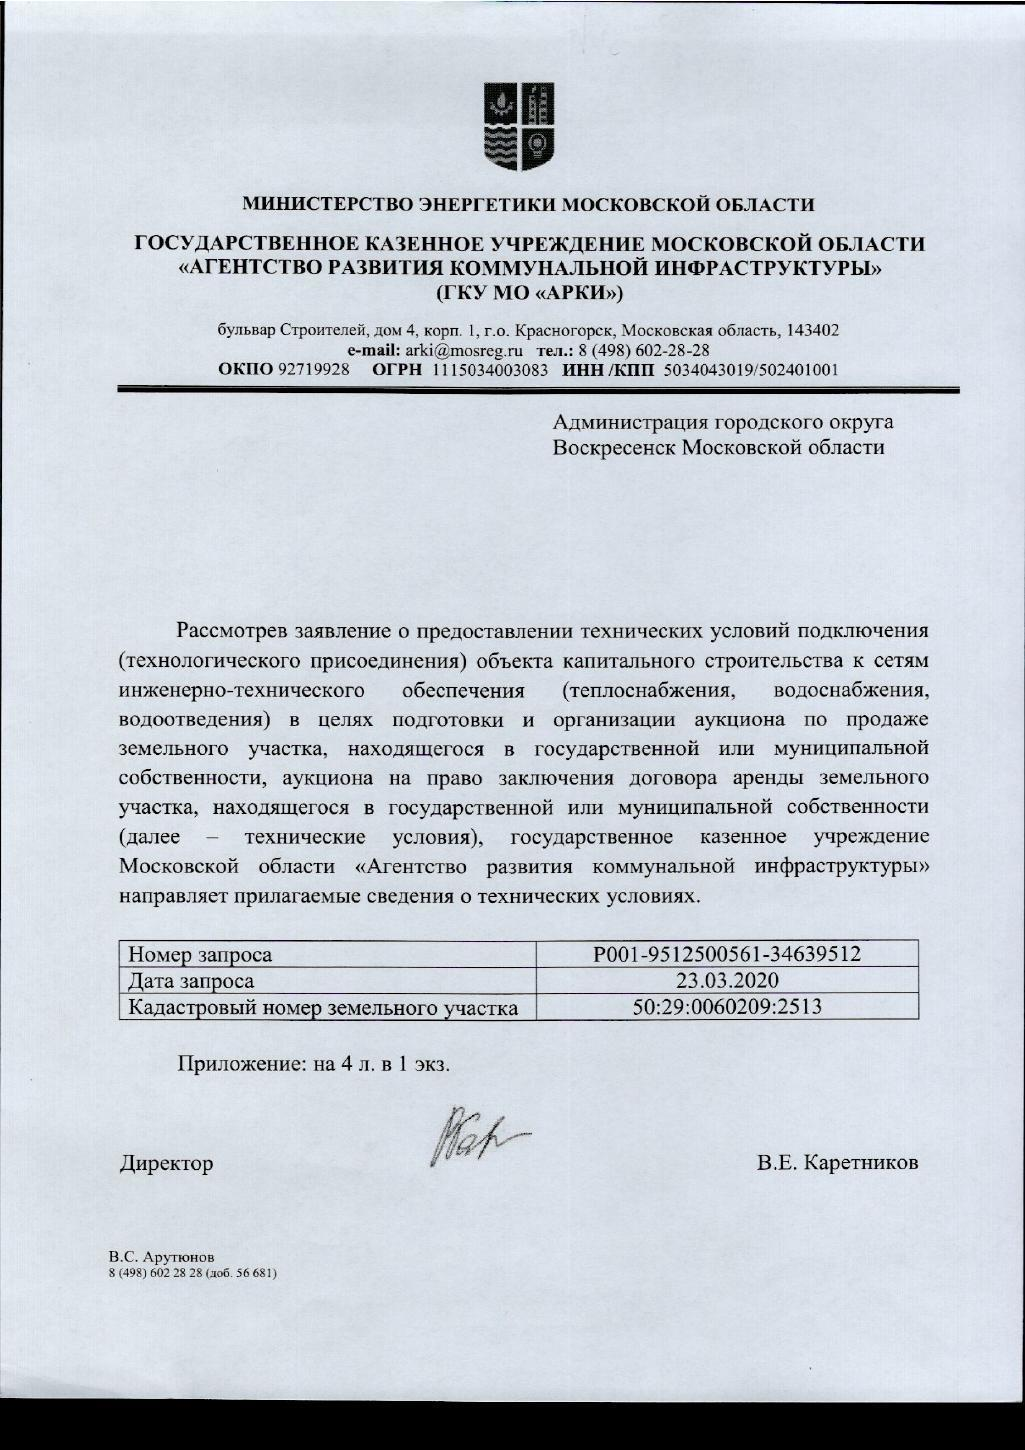 МИНИСТЕРСТВО ЭНЕРГЕТИКИ МОСКОВСКОЙ ОБЛАСТИ
ГОСУДАРСТВЕННОЕ КАЗЕННОЕ УЧРЕЖДЕНИЕ МОСКОВСКОЙ ОБЛАСТИ
«АГЕНТСТВО РАЗВИТИЯ КОММУНАЛЬНОЙ ИНФРАСТРУКТУРЫ»
(ГКУ МО «АРКИ»)
бульвар Строителей, дом 4, корп. 1, г.о. Красногорск, Московская область, 143402
e-mail: arki@mosreg.ru тел.: 8 (498) 602-28-28
ОКПО 92719928 ОГРН 1115034003083 ИНН /КПП 5034043019/502401001
Администрация городского округа
Воскресенск Московской области
Рассмотрев заявление о предоставлении технических условий подключения
(технологического присоединения) объекта капитального строительства к сетям
инженерно-технического обеспечения (теплоснабжения, водоснабжения,
водоотведения) в целях подготовки и организации аукциона по продаже
земельного участка, находящегося в государственной или муниципальной
собственности, аукциона на право заключения договора аренды земельного
участка, находящегося в государственной или муниципальной собственности
(далее – технические условия), государственное казенное учреждение
Московской области «Агентство развития коммунальной инфраструктуры»
направляет прилагаемые сведения о технических условиях.
Номер запроса P001-9512500561-34639512
Дата запроса 23.03.2020
Кадастровый номер земельного участка 50:29:0060209:2513
Приложение: на 4 л. в 1 экз.
Директор В.Е. Каретников
В.С. Арутюнов
8 (498) 602 28 28 (доб. 56 681)